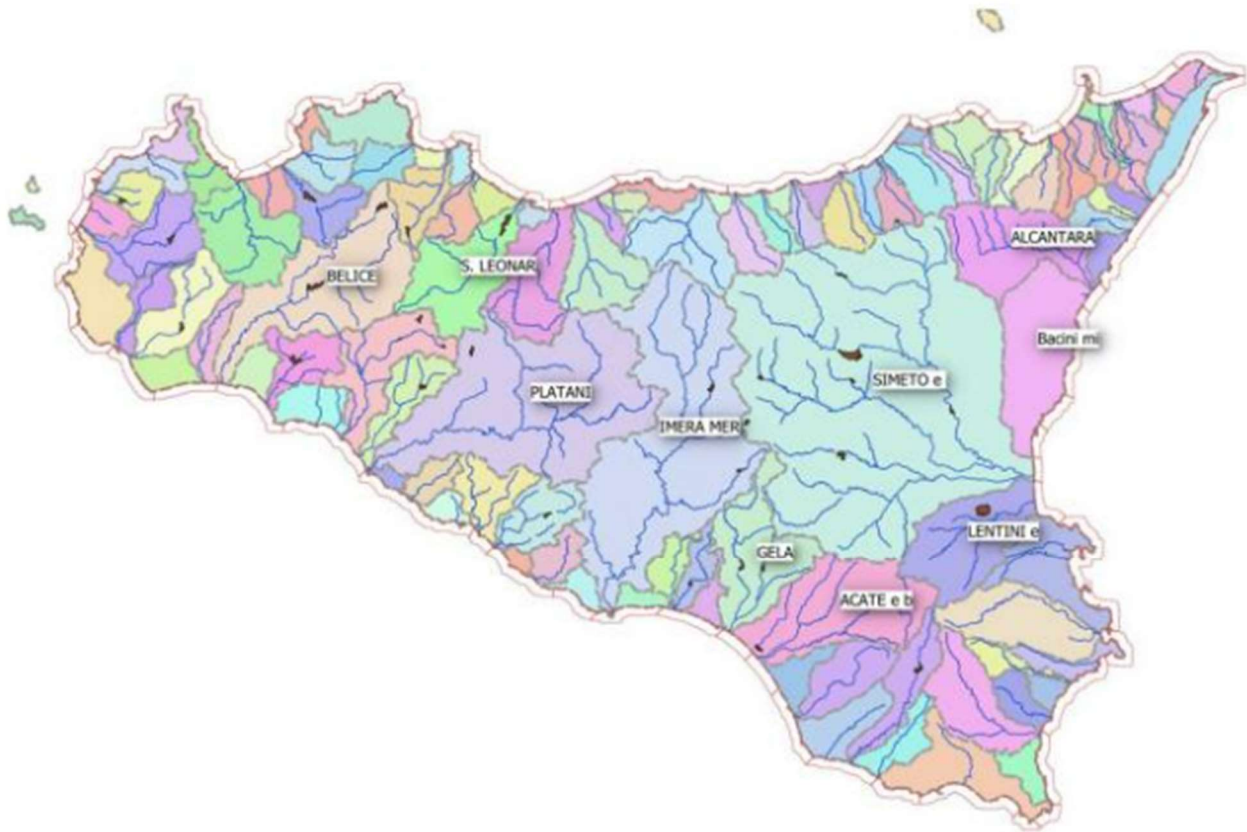 ALCANTARA
BELICE
S. LEONAR
Bacini mi
SIMETO e
PLATANI
IMERA MER
LENTINI e
GELA
ACATE e b